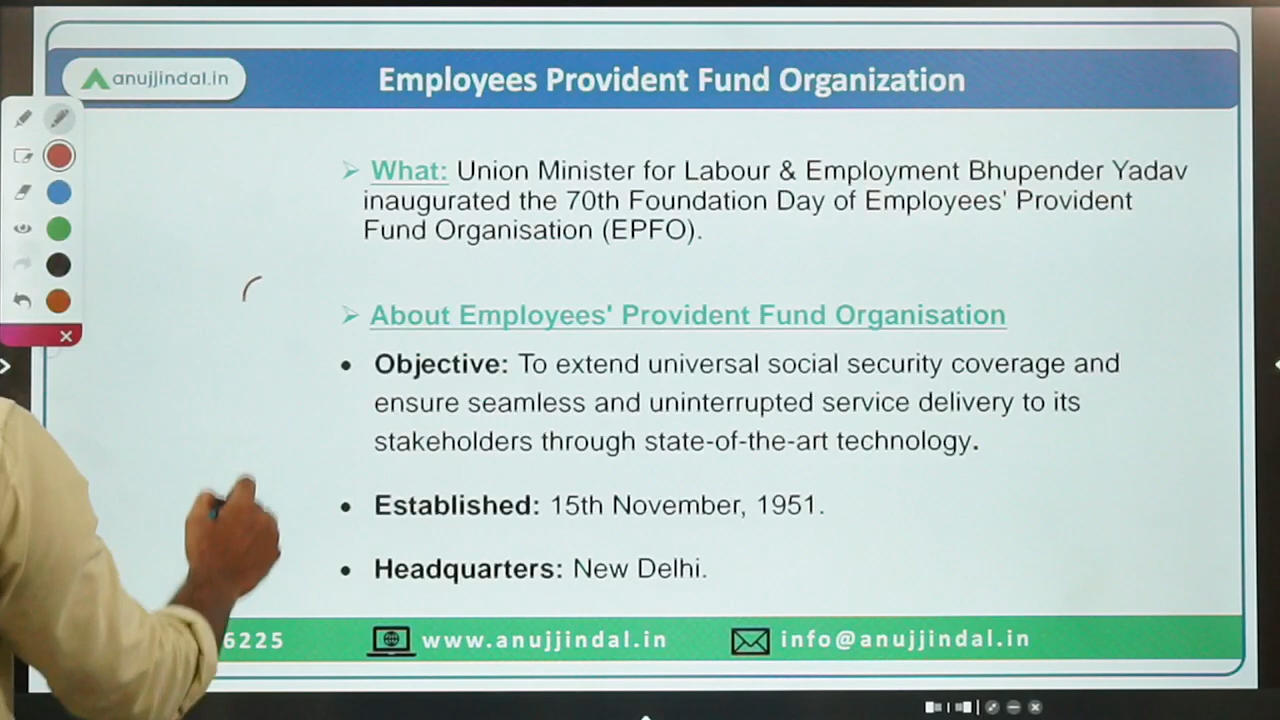 anujjindal.in
Employees Provident Fund Organization
What: Union Minister for Labour & Employment Bhupender Yadav
inaugurated the 70th Foundation Day of Employees' Provident
Fund Organisation (EPFO).
About Employees' Provident Fund Organisation
Objective: To extend universal social security coverage and
ensure seamless and uninterrupted service delivery to its
stakeholders through state-of-the-art technology.
Established: 15th November, 1951.
Headquarters: New Delhi.
6225 www.anujjindal.in info@anujjindal.in